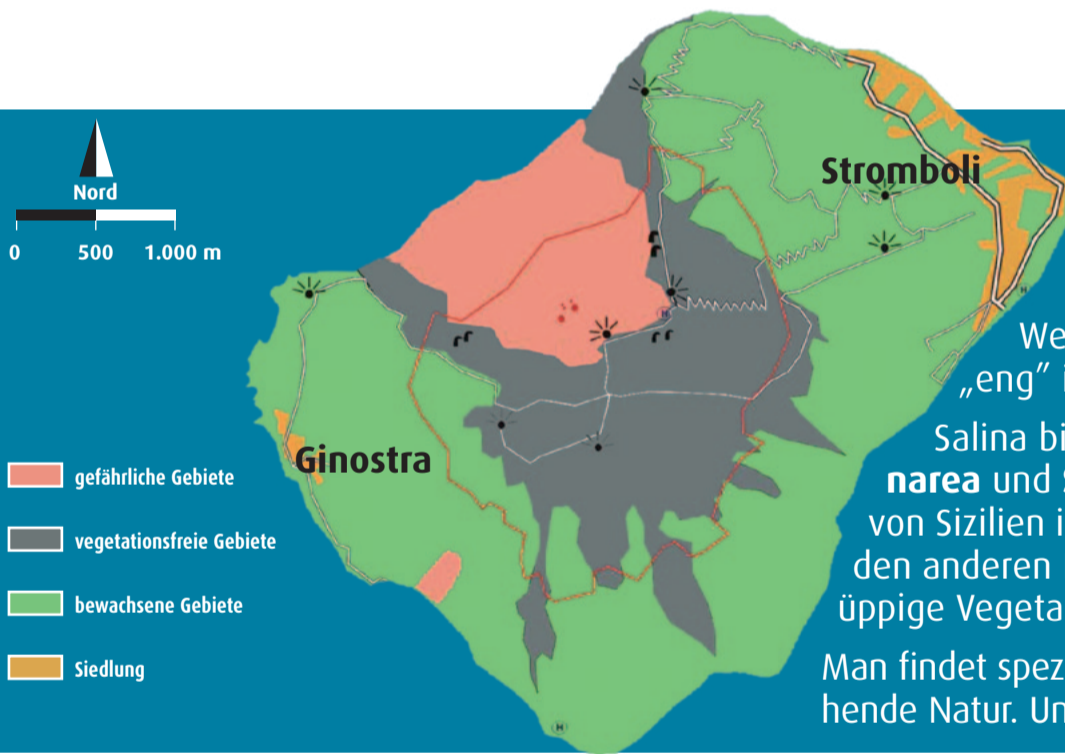 Nord
0 500 1.000 m
Stromboli
Ginostra
H
H
H
gefährliche Gebiete
vegetationsfreie Gebiete
bewachsene Gebiete
Siedlung
We
„eng” i
Salina bi
narea und S
von Sizilien i
den anderen
üppige Vegeta
Man findet spez
hende Natur. Un